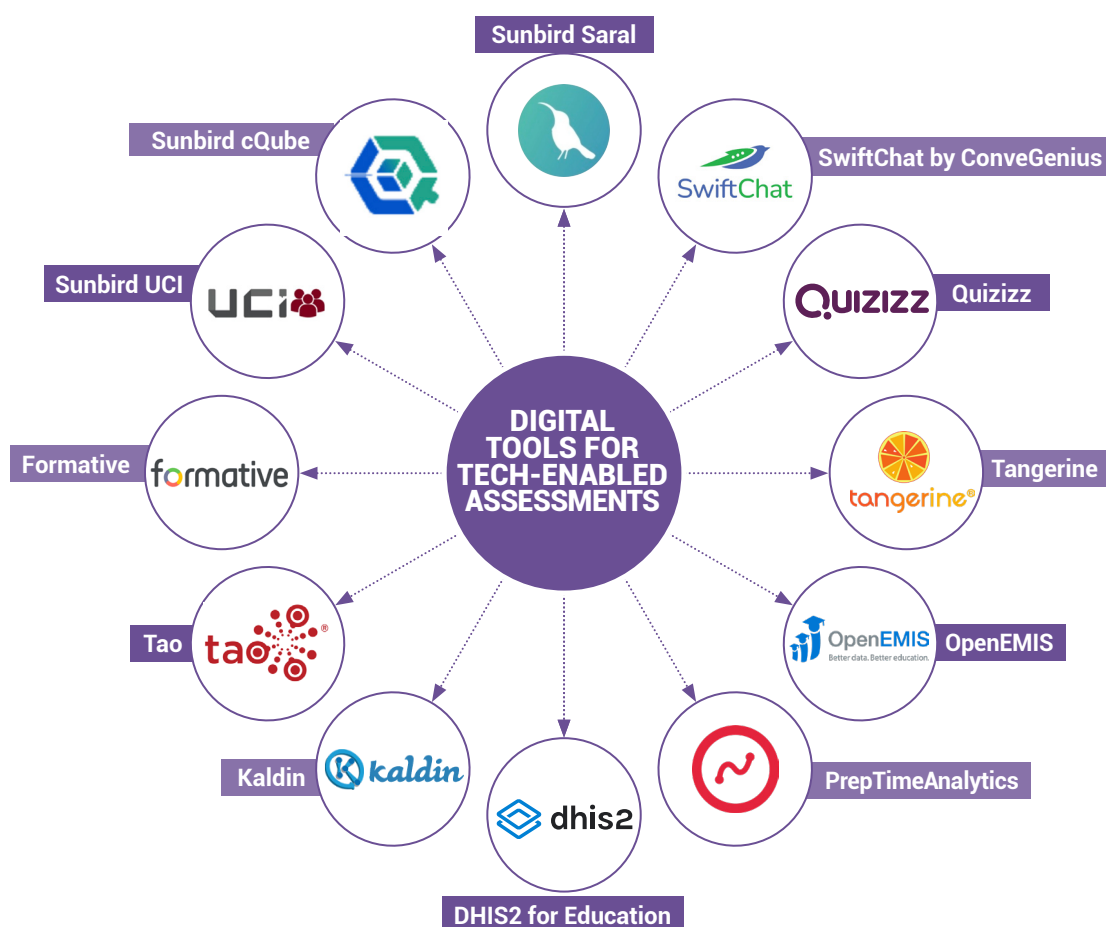 Sunbird Saral
Sunbird cQube
SwiftChat
SwiftChat by ConveGenius
Sunbird UCI
UCi
QUIZIZZ
Quizizz
DIGITAL
TOOLS FOR
TECH-ENABLED
ASSESSMENTS
Formative
formative
tangerine®
Tangerine
Tao
tao®
OpenEMIS
Better data. Better education.
OpenEMIS
Kaldin
kaldin
PrepTimeAnalytics
dhis2
DHIS2 for Education